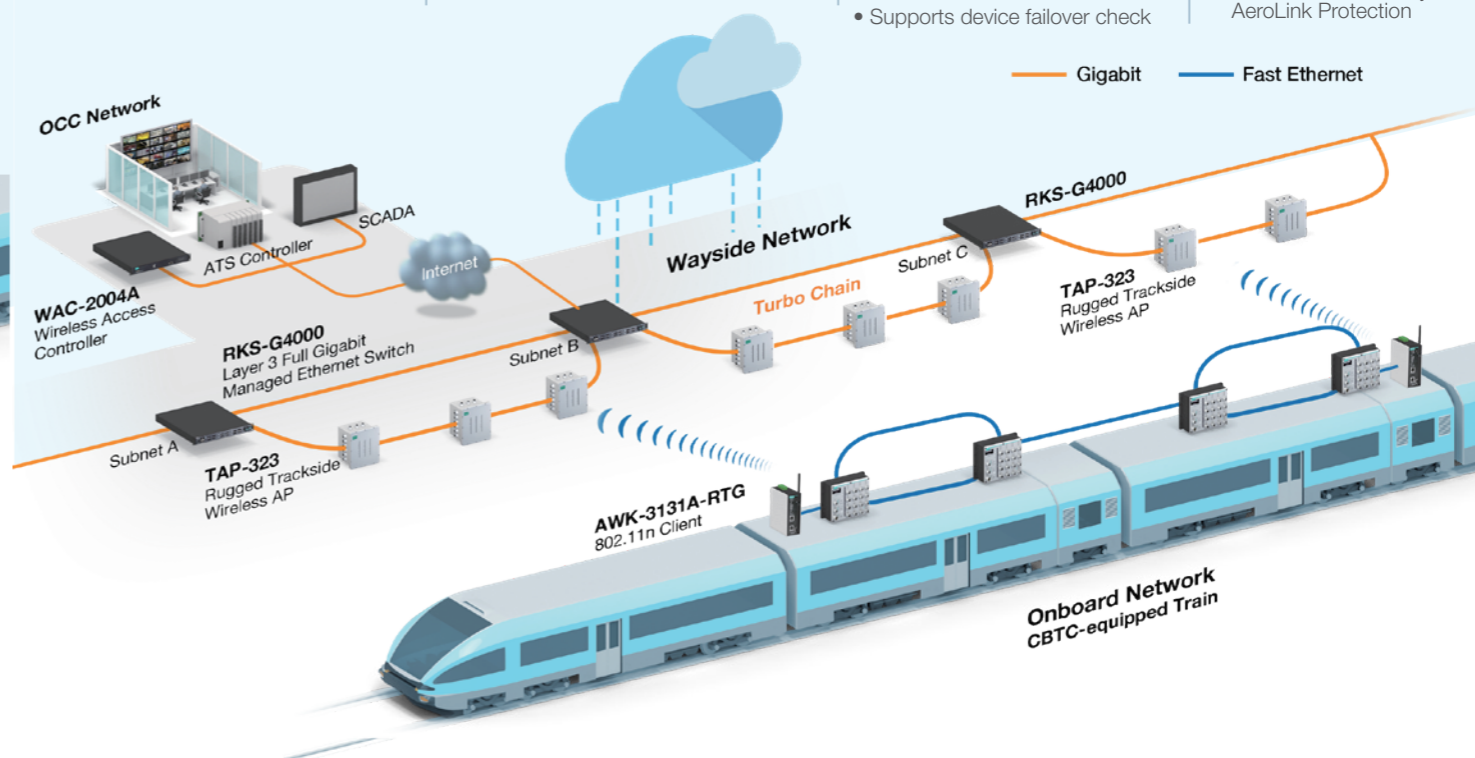 • Supports device failover check
AeroLink Protection
Gigabit
Fast Ethernet
OCC Network
SCADA
ATS Controller
Internet
WAC-2004A
Wireless Access
Controller
RKS-G4000
Layer 3 Full Gigabit
Managed Ethernet Switch
Wayside Network
RKS-G4000
Subnet C
Turbo Chain
TAP-323
Rugged Trackside
Wireless AP
Subnet B
Subnet A
TAP-323
Rugged Trackside
Wireless AP
AWK-3131A-RTG
802.11n Client
Onboard Network
CBTC-equipped Train